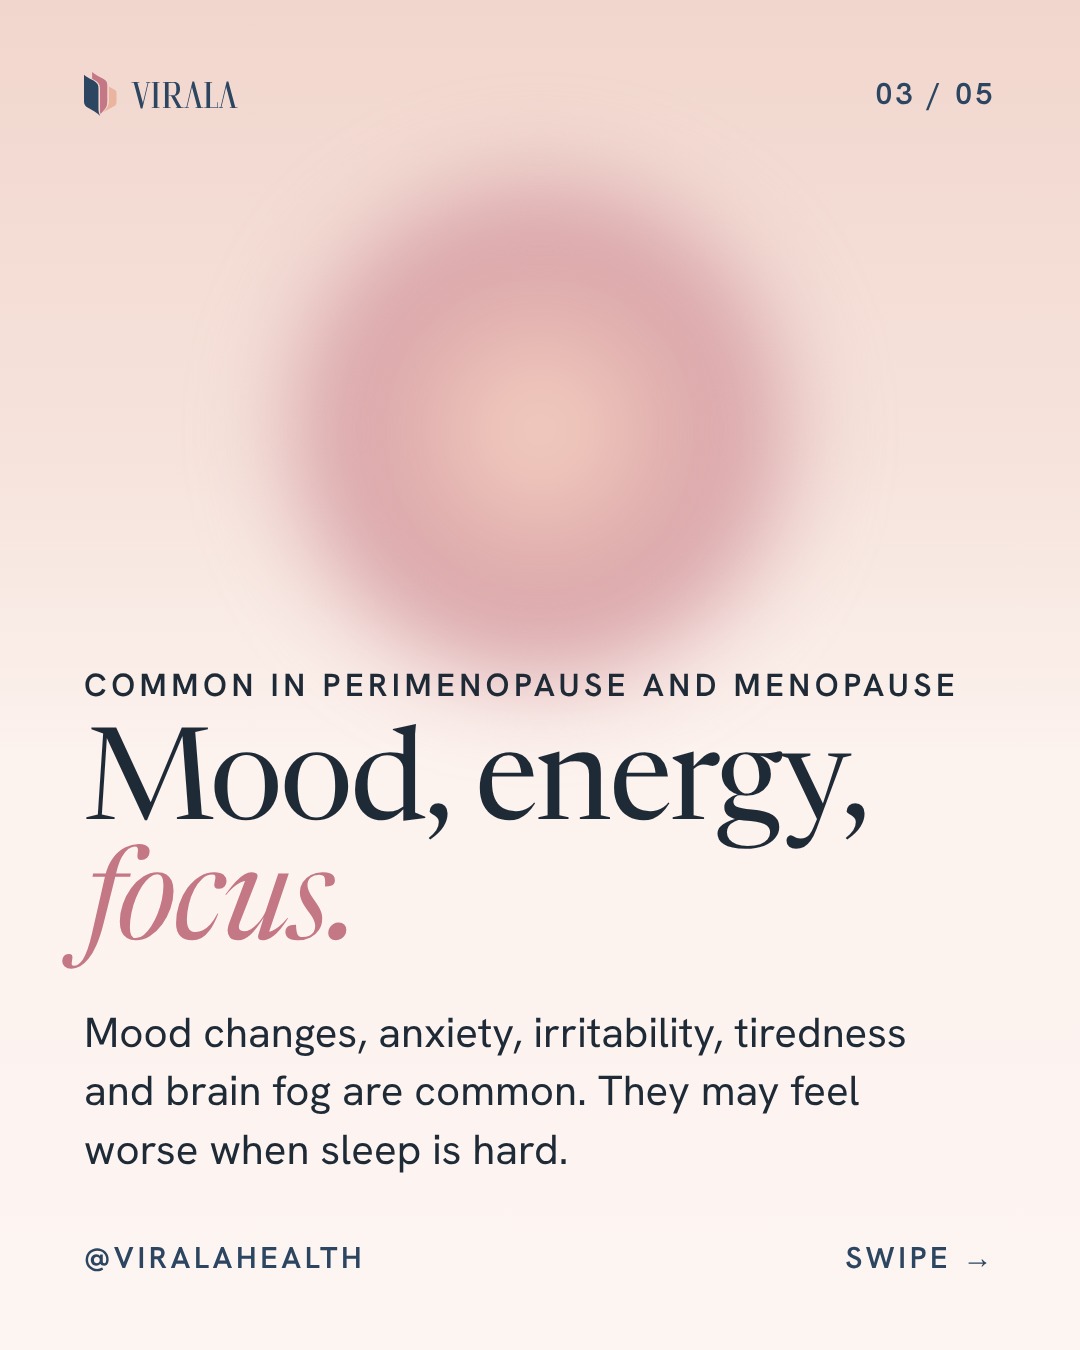 VIRALA
03 / 05
COMMON IN PERIMENOPAUSE AND MENOPAUSE
Mood, energy,
focus.
Mood changes, anxiety, irritability, tiredness
and brain fog are common. They may feel
worse when sleep is hard.
@VIRALAHEALTH
SWIPE →